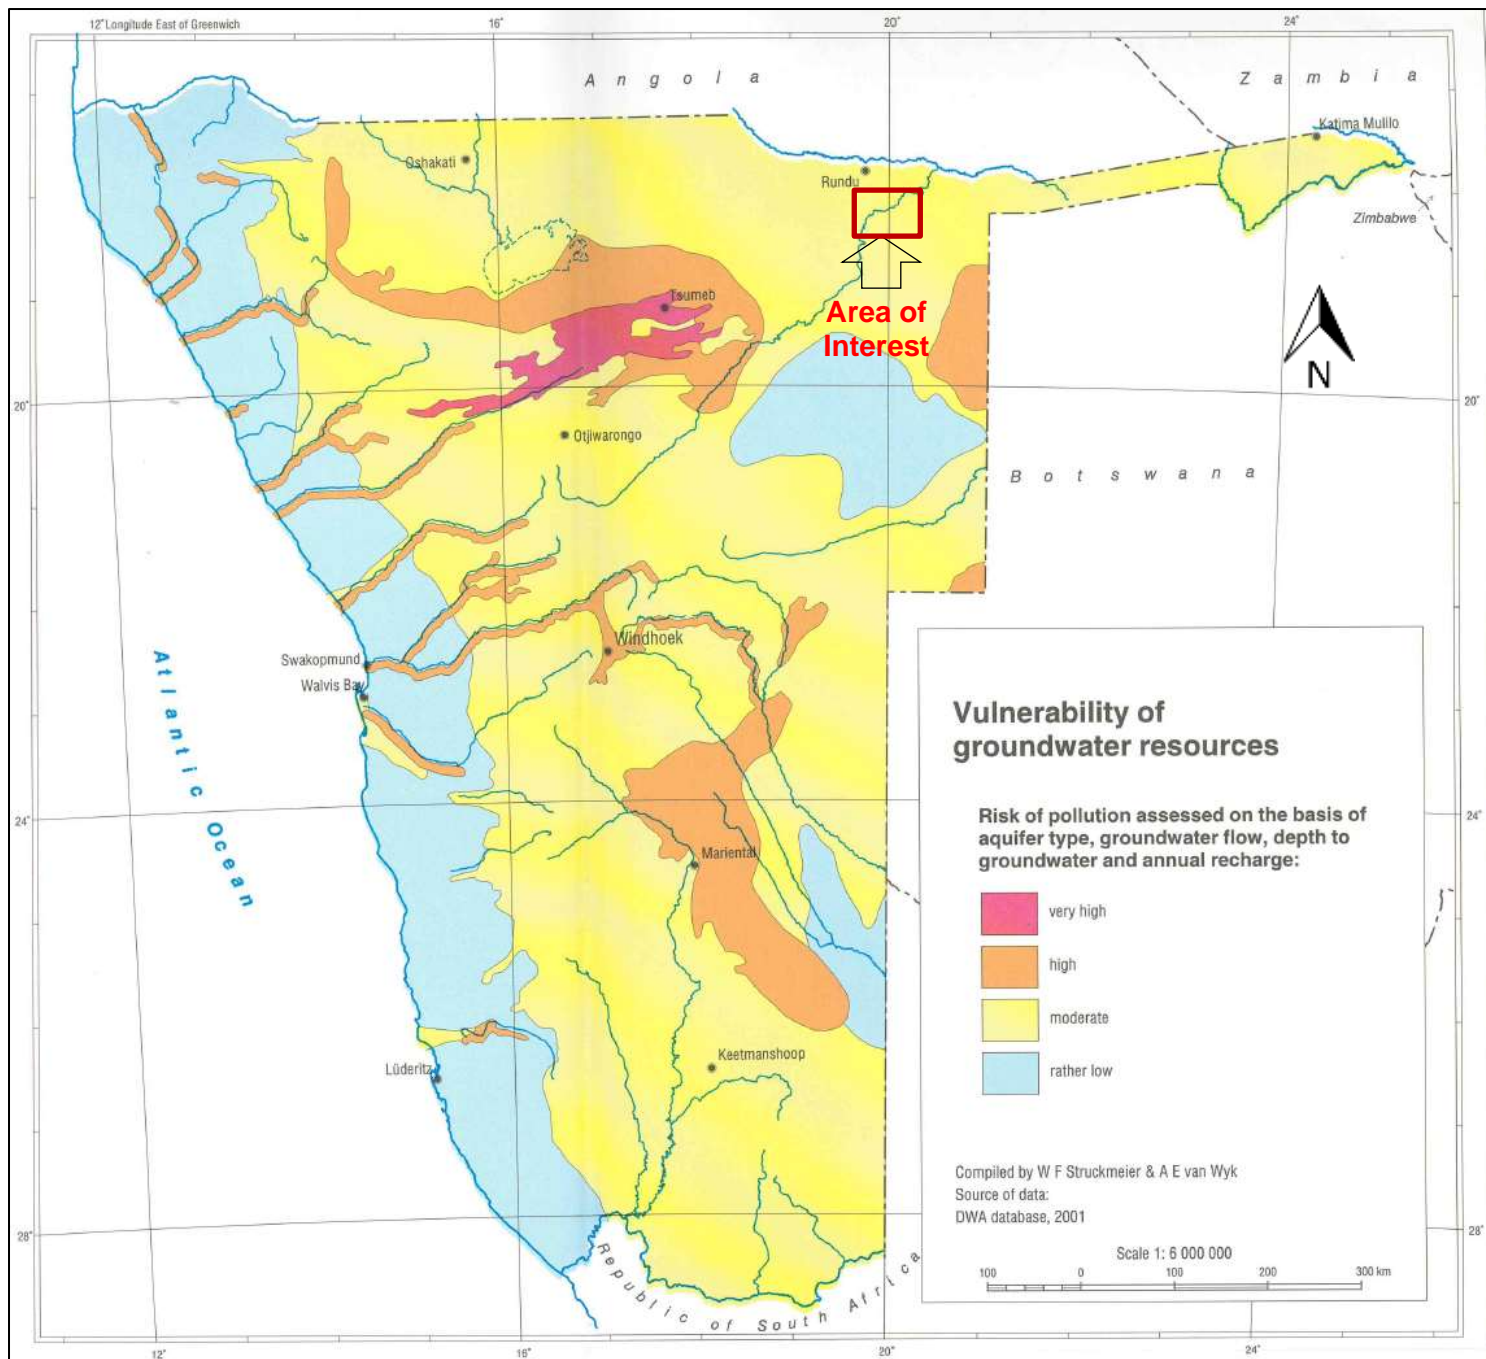 12° Longitude East of Greenwich
16°
20°
24°
A n g o l a
Z a m b i a
Katima Mulilo
Oshakati
Rundu
Zimbabwe
Tsumeb
Area of
Interest
N
20°
20°
Otjiwarongo
B o t s w a n a
Windhoek
Swakopmund
Walvis Bay
Atlantic Ocean
Vulnerability of
groundwater resources
Risk of pollution assessed on the basis of
aquifer type, groundwater flow, depth to
groundwater and annual recharge:
24°
24°
Mariental
very high
high
moderate
rather low
Keetmanshoop
Lüderitz
Compiled by W F Struckmeier & A E van Wyk
Source of data:
DWA database, 2001
28°
28°
Scale 1: 6 000 000
100 0 100 200 300 km
Republic of South Africa
12°
16°
20°
24°